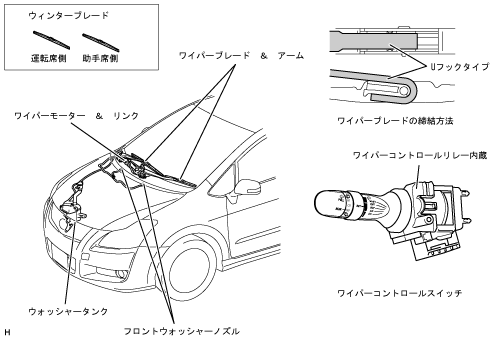 ウィンターブレード
運転席側 助手席側
ワイパーブレード ＆ アーム
ワイパーモーター ＆ リンク
Uフックタイプ
ワイパーブレードの締結方法
ワイパーコントロールリレー内蔵
ワイパーコントロールスイッチ
ウォッシャータンク
フロントウォッシャーノズル
H